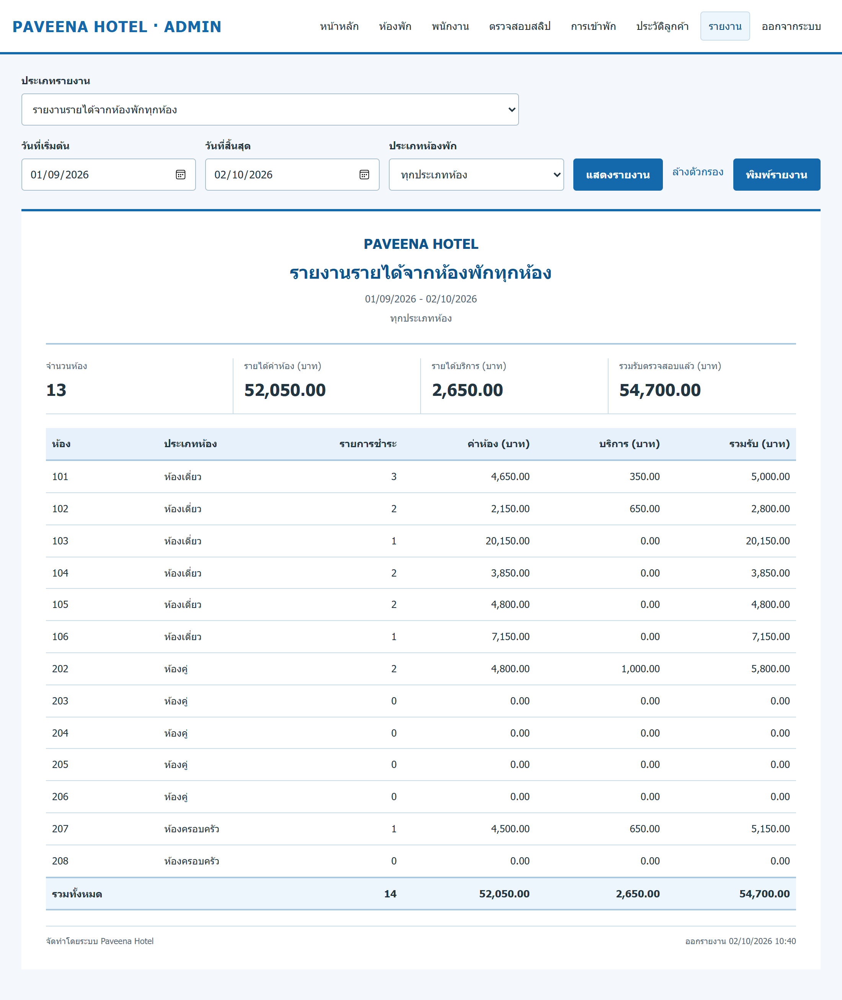 PAVEENA HOTEL · ADMIN
หน้าหลัก ห้องพัก พนักงาน ตรวจสอบสลิป การเข้าพัก ประวัติลูกค้า รายงาน ออกจากระบบ
ประเภทรายงาน
รายงานรายได้จากห้องพักทุกห้อง
วันที่เริ่มต้น วันที่สิ้นสุด ประเภทห้องพัก
01/09/2026 02/10/2026 ทุกประเภทห้อง แสดงรายงาน ล้างตัวกรอง พิมพ์รายงาน
PAVEENA HOTEL
รายงานรายได้จากห้องพักทุกห้อง
01/09/2026 - 02/10/2026
ทุกประเภทห้อง
จำนวนห้อง รายได้ค่าห้อง (บาท) รายได้บริการ (บาท) รวมรับตรวจสอบแล้ว (บาท)
13 52,050.00 2,650.00 54,700.00
ห้อง ประเภทห้อง รายการชำระ ค่าห้อง (บาท) บริการ (บาท) รวมรับ (บาท)
101 ห้องเดี่ยว 3 4,650.00 350.00 5,000.00
102 ห้องเดี่ยว 2 2,150.00 650.00 2,800.00
103 ห้องเดี่ยว 1 20,150.00 0.00 20,150.00
104 ห้องเดี่ยว 2 3,850.00 0.00 3,850.00
105 ห้องเดี่ยว 2 4,800.00 0.00 4,800.00
106 ห้องเดี่ยว 1 7,150.00 0.00 7,150.00
202 ห้องคู่ 2 4,800.00 1,000.00 5,800.00
203 ห้องคู่ 0 0.00 0.00 0.00
204 ห้องคู่ 0 0.00 0.00 0.00
205 ห้องคู่ 0 0.00 0.00 0.00
206 ห้องคู่ 0 0.00 0.00 0.00
207 ห้องครอบครัว 1 4,500.00 650.00 5,150.00
208 ห้องครอบครัว 0 0.00 0.00 0.00
รวมทั้งหมด 14 52,050.00 2,650.00 54,700.00
จัดทำโดยระบบ Paveena Hotel ออกรายงาน 02/10/2026 10:40